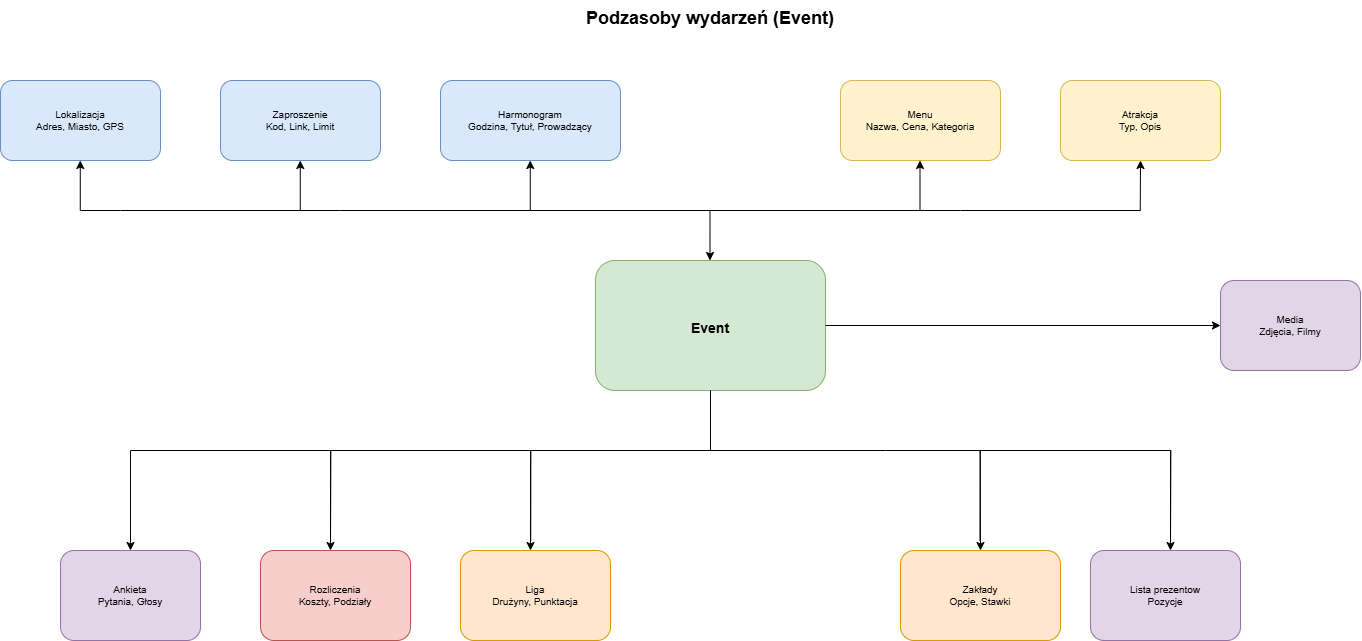 Podzasoby wydarzeń (Event)
Lokalizacja
Adres, Miasto, GPS
Zaproszenie
Kod, Link, Limit
Harmonogram
Godzina, Tytuł, Prowadzący
Menu
Nazwa, Cena, Kategoria
Atrakcja
Typ, Opis
Event
Media
Zdjęcia, Filmy
Ankieta
Pytania, Głosy
Rozliczenia
Koszty, Podziały
Liga
Drużyny, Punktacja
Zakłady
Opcje, Stawki
Lista prezentow
Pozycje